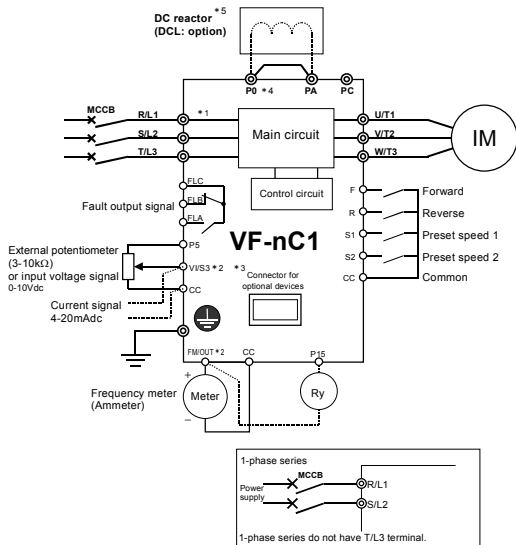 DC reactor *5
(DCL: option)
P0 *4 PA PC
MCCB
R/L1 *1
S/L2
T/L3
Main circuit
Control circuit
U/T1
V/T2
W/T3
IM
FLC
FLB
FLA
Fault output signal
P5
VI/S3 *2 *3
CC
External potentiometer
(3-10kΩ)
or input voltage signal
0-10Vdc
Current signal
4-20mAdc
VF-nC1
Connector for
optional devices
F Forward
R Reverse
S1 Preset speed 1
S2 Preset speed 2
CC Common
FM/OUT *2 CC P15
+
Meter
–
Ry
Frequency meter
(Ammeter)
1-phase series
MCCB
Power
supply
R/L1
S/L2
1-phase series do not have T/L3 terminal.